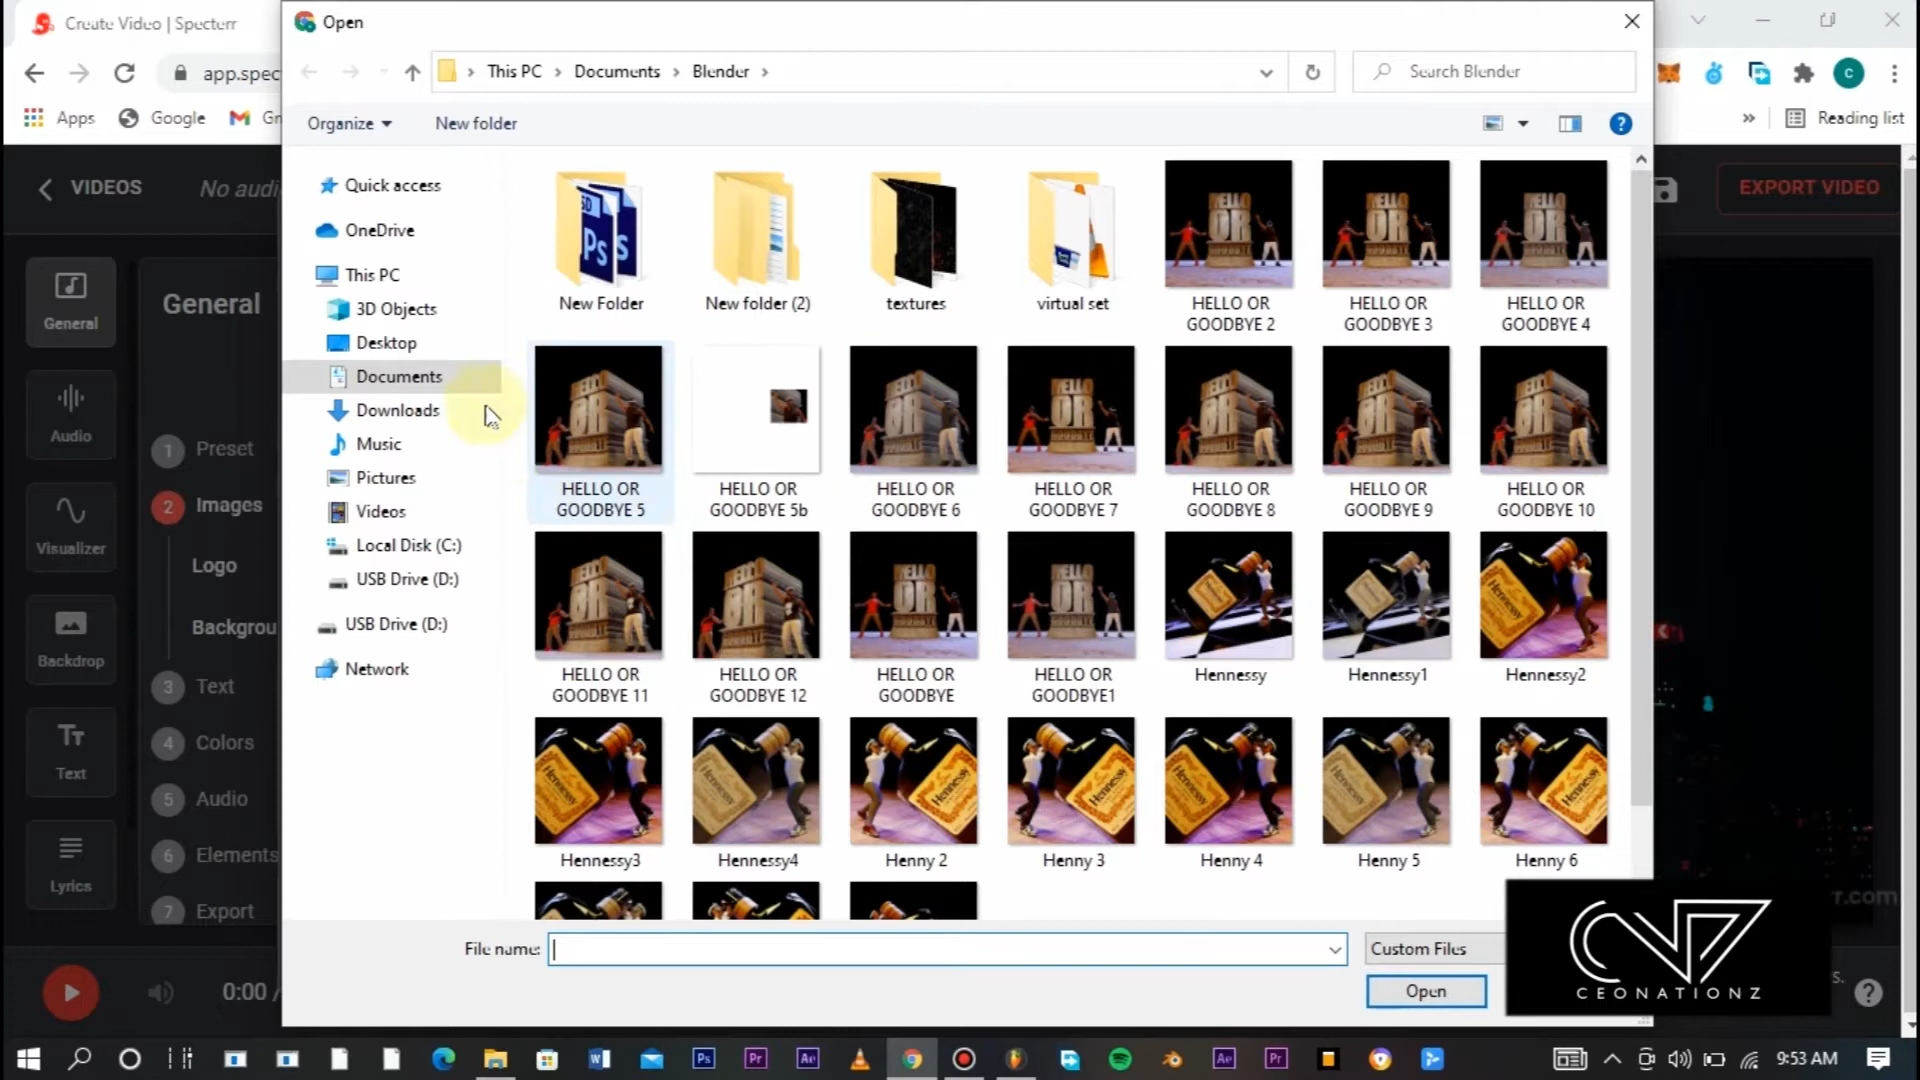 Create Video | Specterr
Open
app.spec
This PC
Documents
Blender
Search Blender
Apps
Google
Reading list
Organize
New folder
VIDEOS
No audi
EXPORT VIDEO
General
Audio
Visualizer
Backdrop
Text
Lyrics
General
1 Preset
2 Images
Logo
Backgrou
3 Text
4 Colors
5 Audio
6 Elements
7 Export
Quick access
OneDrive
This PC
3D Objects
Desktop
Documents
Downloads
Music
Pictures
Videos
Local Disk (C:)
USB Drive (D:)
USB Drive (D:)
Network
New Folder
New folder (2)
textures
virtual set
HELLO OR
GOODBYE 2
HELLO OR
GOODBYE 3
HELLO OR
GOODBYE 4
HELLO OR
GOODBYE 5
HELLO OR
GOODBYE 5b
HELLO OR
GOODBYE 6
HELLO OR
GOODBYE 7
HELLO OR
GOODBYE 8
HELLO OR
GOODBYE 9
HELLO OR
GOODBYE 10
HELLO OR
GOODBYE 11
HELLO OR
GOODBYE 12
HELLO OR
GOODBYE
HELLO OR
GOODBYE1
Hennessy
Hennessy1
Hennessy2
Hennessy3
Hennessy4
Henny 2
Henny 3
Henny 4
Henny 5
Henny 6
r.com
File name:
Custom Files
Open
CEONATIONZ
0:00 /
9:53 AM